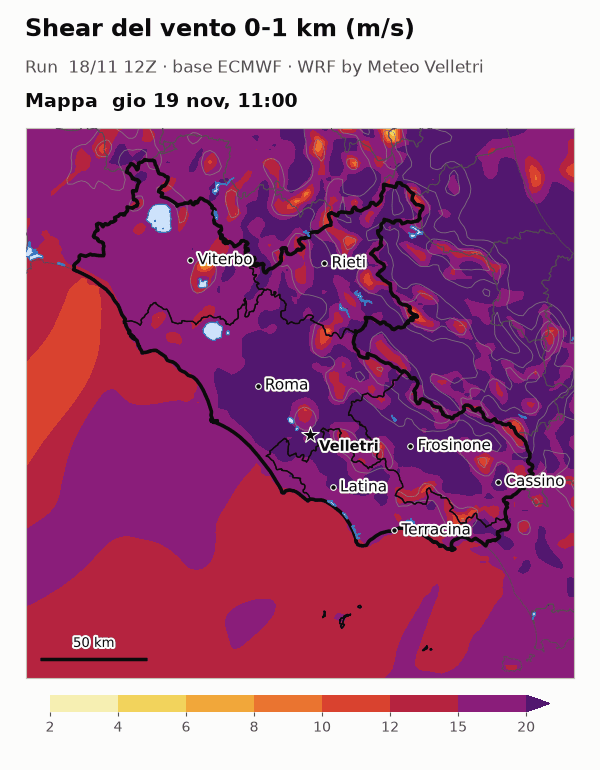 Shear del vento 0-1 km (m/s)
Run  18/11 12Z · base ECMWF · WRF by Meteo Velletri
Mappa  gio 19 nov, 11:00
Viterbo
Rieti
Roma
Velletri
Frosinone
Latina
Cassino
Terracina
50 km
2 4 6 8 10 12 15 20